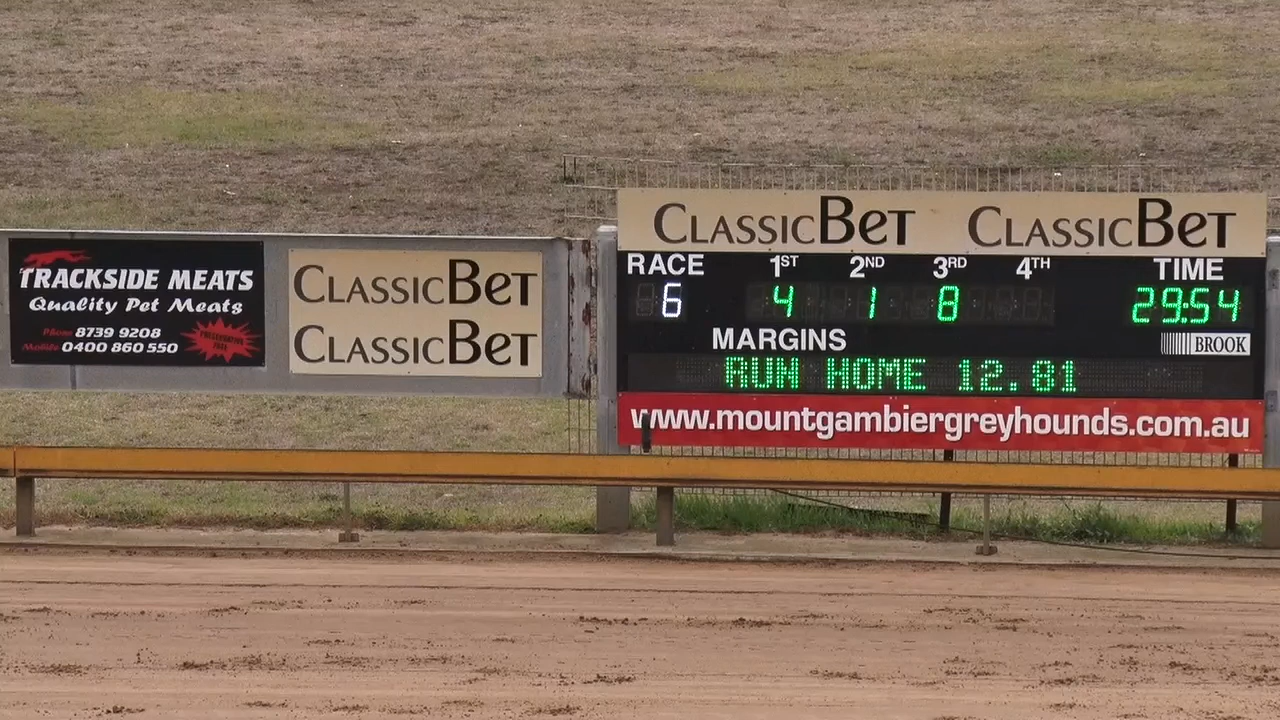 TRACKSIDE MEATS
Quality Pet Meats
Phone 8739 9208
Mobile 0400 860 550
CLASSICBET
CLASSICBET
CLASSICBET CLASSICBET
RACE 1ST 2ND 3RD 4TH TIME
6 4 1 8 29:54
MARGINS
BROOK
RUN HOME 12.81
www.mountgambiergreyhounds.com.au